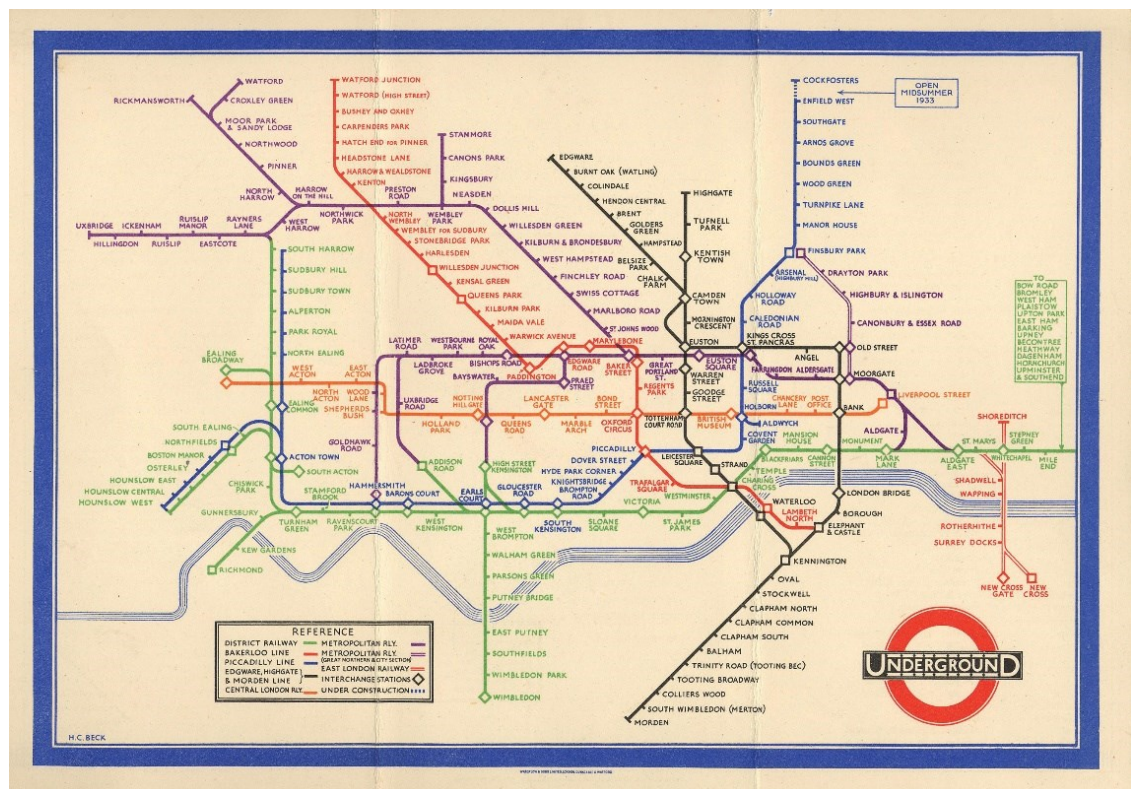 WATFORD
RICKMANSWORTH
CROXLEY GREEN
MOOR PARK
& SANDY LODGE
NORTHWOOD
PINNER
NORTH
HARROW
HARROW
ON THE HILL
NORTHWICK
PARK
PRESTON
ROAD
WEMBLEY
PARK
STANMORE
CANONS PARK
KINGSBURY
NEASDEN
DOLLIS HILL
WILLESDEN GREEN
KILBURN & BRONDESBURY
WEST HAMPSTEAD
FINCHLEY ROAD
SWISS COTTAGE
MARLBORO ROAD
ST JOHNS WOOD
UXBRIDGE
ICKENHAM
RUISLIP
MANOR
RAYNERS
LANE
WEST
HARROW
HILLINGDON
RUISLIP
EASTCOTE
WATFORD JUNCTION
WATFORD (HIGH STREET)
BUSHEY AND OXHEY
CARPENDERS PARK
HATCH END FOR PINNER
HEADSTONE LANE
HARROW & WEALDSTONE
KENTON
NORTH
WEMBLEY
WEMBLEY FOR SUDBURY
STONEBRIDGE PARK
HARLESDEN
WILLESDEN JUNCTION
KENSAL GREEN
QUEENS PARK
KILBURN PARK
MAIDA VALE
WARWICK AVENUE
MARYLEBONE
EDGWARE
BURNT OAK (WATLING)
COLINDALE
HENDON CENTRAL
BRENT
GOLDERS
GREEN
HAMPSTEAD
BELSIZE
PARK
CHALK
FARM
HIGHGATE
TUFNELL
PARK
KENTISH
TOWN
CAMDEN
TOWN
MORNINGTON
CRESCENT
EUSTON
COCKFOSTERS
OPEN
MIDSUMMER
1933
ENFIELD WEST
SOUTHGATE
ARNOS GROVE
BOUNDS GREEN
WOOD GREEN
TURNPIKE LANE
MANOR HOUSE
FINSBURY PARK
ARSENAL
(HIGHBURY HILL)
DRAYTON PARK
HOLLOWAY
ROAD
HIGHBURY & ISLINGTON
CALEDONIAN
ROAD
CANONBURY & ESSEX ROAD
KINGS CROSS
ST. PANCRAS
ANGEL
OLD STREET
TO
BOW ROAD
BROMLEY
WEST HAM
PLAISTOW
UPTON PARK
EAST HAM
BARKING
UPNEY
BECONTREE
HEATHWAY
DAGENHAM
HORNCHURCH
UPMINSTER
& SOUTHEND
SOUTH HARROW
SUDBURY HILL
SUDBURY TOWN
ALPERTON
PARK ROYAL
NORTH EALING
EALING
BROADWAY
WEST
ACTON
EAST
ACTON
NORTH
ACTON
WOOD
LANE
SHEPHERDS
BUSH
EALING
COMMON
LATIMER
ROAD
WESTBOURNE
PARK
ROYAL
OAK
LADBROKE
GROVE
BISHOPS ROAD
BAYSWATER
PADDINGTON
EDGWARE
ROAD
PRAED
STREET
BAKER
STREET
GREAT
PORTLAND
ST.
REGENTS
PARK
EUSTON
SQUARE
WARREN
STREET
GOODGE
STREET
FARRINGDON
ALDERSGATE
MOORGATE
RUSSELL
SQUARE
UXBRIDGE
ROAD
NOTTING
HILL GATE
HOLLAND
PARK
LANCASTER
GATE
QUEENS
ROAD
MARBLE
ARCH
BOND
STREET
OXFORD
CIRCUS
TOTTENHAM
COURT ROAD
BRITISH
MUSEUM
HOLBORN
CHANCERY
LANE
POST
OFFICE
BANK
LIVERPOOL STREET
ALDWYCH
COVENT
GARDEN
MANSION
HOUSE
MONUMENT
ALDGATE
SHOREDITCH
SOUTH EALING
NORTHFIELDS
BOSTON MANOR
OSTERLEY
HOUNSLOW EAST
HOUNSLOW CENTRAL
HOUNSLOW WEST
ACTON TOWN
SOUTH ACTON
CHISWICK
PARK
GOLDHAWK
ROAD
HAMMERSMITH
STAMFORD
BROOK
BARONS COURT
ADDISON
ROAD
HIGH STREET
KENSINGTON
EARLS
COURT
GLOUCESTER
ROAD
PICCADILLY
DOVER STREET
HYDE PARK CORNER
KNIGHTSBRIDGE
BROMPTON
ROAD
LEICESTER
SQUARE
STRAND
TRAFALGAR
SQUARE
TEMPLE
CHARING
CROSS
BLACKFRIARS
CANNON
STREET
MARK
LANE
ALDGATE
EAST
ST. MARYS
STEPNEY
GREEN
WHITECHAPEL
MILE
END
GUNNERSBURY
TURNHAM
GREEN
RAVENSCOURT
PARK
WEST
KENSINGTON
WEST
BROMPTON
SOUTH
KENSINGTON
SLOANE
SQUARE
VICTORIA
WESTMINSTER
ST. JAMES
PARK
WATERLOO
LAMBETH
NORTH
LONDON BRIDGE
BOROUGH
ELEPHANT
& CASTLE
SHADWELL
WAPPING
ROTHERHITHE
SURREY DOCKS
NEW CROSS
GATE
NEW
CROSS
KEW GARDENS
RICHMOND
WALHAM GREEN
PARSONS GREEN
PUTNEY BRIDGE
EAST PUTNEY
SOUTHFIELDS
WIMBLEDON PARK
WIMBLEDON
KENNINGTON
OVAL
STOCKWELL
CLAPHAM NORTH
CLAPHAM COMMON
CLAPHAM SOUTH
BALHAM
TRINITY ROAD (TOOTING BEC)
TOOTING BROADWAY
COLLIERS WOOD
SOUTH WIMBLEDON (MERTON)
MORDEN
REFERENCE
DISTRICT RAILWAY
BAKERLOO LINE
PICCADILLY LINE
EDGWARE, HIGHGATE
& MORDEN LINE
CENTRAL LONDON RLY.
METROPOLITAN RLY.
METROPOLITAN RLY.
(GREAT NORTHERN & CITY SECTION)
EAST LONDON RAILWAY
INTERCHANGE STATIONS
UNDER CONSTRUCTION
UNDERGROUND
H.C. BECK